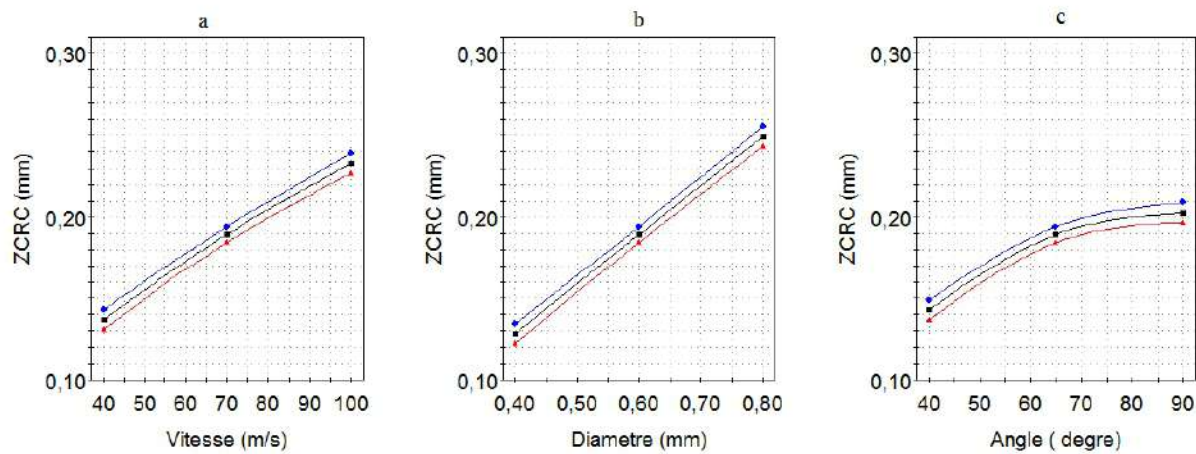 a
0,30
0,20
0,10
ZCRC (mm)
40 50 60 70 80 90 100
Vitesse (m/s)
b
0,30
0,20
0,10
ZCRC (mm)
0,40 0,50 0,60 0,70 0,80
Diametre (mm)
c
0,30
0,20
0,10
ZCRC (mm)
40 50 60 70 80 90
Angle ( degre)